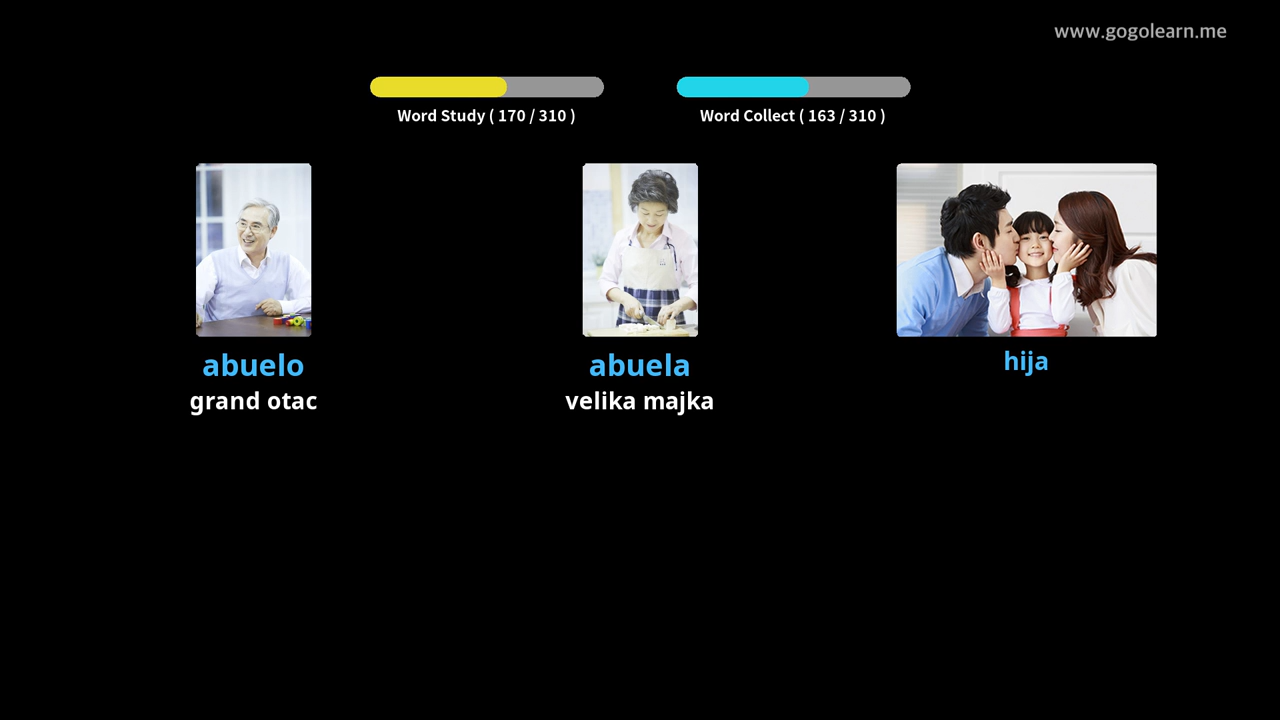 www.gogolearn.me
Word Study ( 170 / 310 )
Word Collect ( 163 / 310 )
abuelo
grand otac
abuela
velika majka
hija